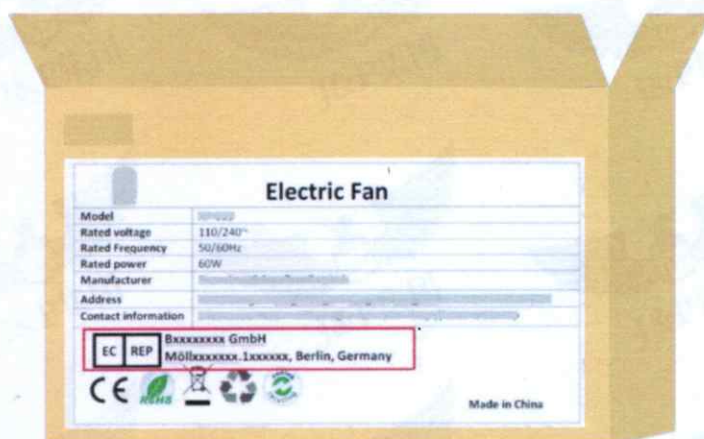 Electric Fan
Model
Rated voltage 110/240~
Rated Frequency 50/60Hz
Rated power 60W
Manufacturer
Address
Contact information
EC REP Bxxxxxxxx GmbH
Möllxxxxxxx.1xxxxxx, Berlin, Germany
CE RoHS
Made in China